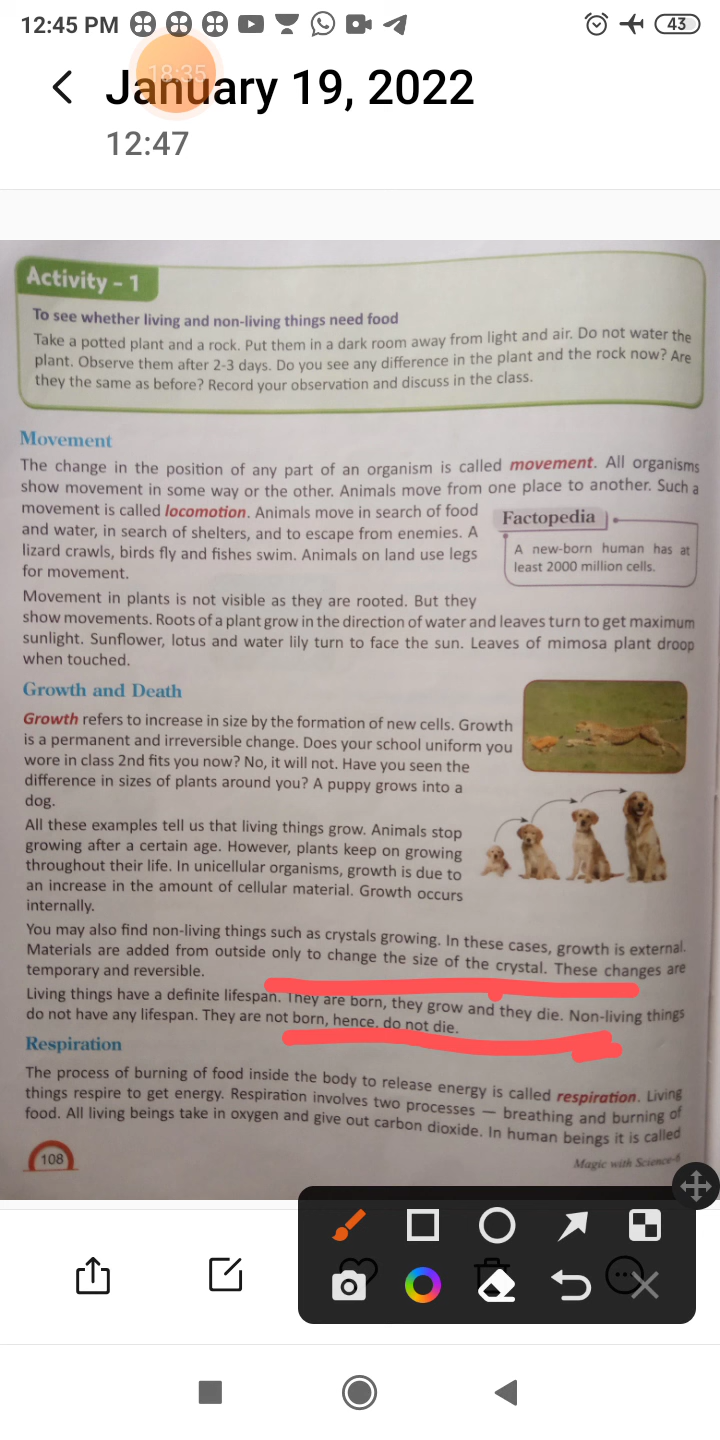 12:45 PM
43
18:35
January 19, 2022
12:47
Activity - 1
To see whether living and non-living things need food
Take a potted plant and a rock. Put them in a dark room away from light and air. Do not water the
plant. Observe them after 2-3 days. Do you see any difference in the plant and the rock now? Are
they the same as before? Record your observation and discuss in the class.
Movement
The change in the position of any part of an organism is called movement. All organisms
show movement in some way or the other. Animals move from one place to another. Such a
movement is called locomotion. Animals move in search of food
and water, in search of shelters, and to escape from enemies. A
lizard crawls, birds fly and fishes swim. Animals on land use legs
for movement.
Factopedia
A new-born human has at
least 2000 million cells.
Movement in plants is not visible as they are rooted. But they
show movements. Roots of a plant grow in the direction of water and leaves turn to get maximum
sunlight. Sunflower, lotus and water lily turn to face the sun. Leaves of mimosa plant droop
when touched.
Growth and Death
Growth refers to increase in size by the formation of new cells. Growth
is a permanent and irreversible change. Does your school uniform you
wore in class 2nd fits you now? No, it will not. Have you seen the
difference in sizes of plants around you? A puppy grows into a
dog.
All these examples tell us that living things grow. Animals stop
growing after a certain age. However, plants keep on growing
throughout their life. In unicellular organisms, growth is due to
an increase in the amount of cellular material. Growth occurs
internally.
You may also find non-living things such as crystals growing. In these cases, growth is external.
Materials are added from outside only to change the size of the crystal. These changes are
temporary and reversible.
Living things have a definite lifespan. They are born, they grow and they die. Non-living things
do not have any lifespan. They are not born, hence, do not die.
Respiration
The process of burning of food inside the body to release energy is called respiration. Living
things respire to get energy. Respiration involves two processes — breathing and burning of
food. All living beings take in oxygen and give out carbon dioxide. In human beings it is called
108
Magic with Science-6